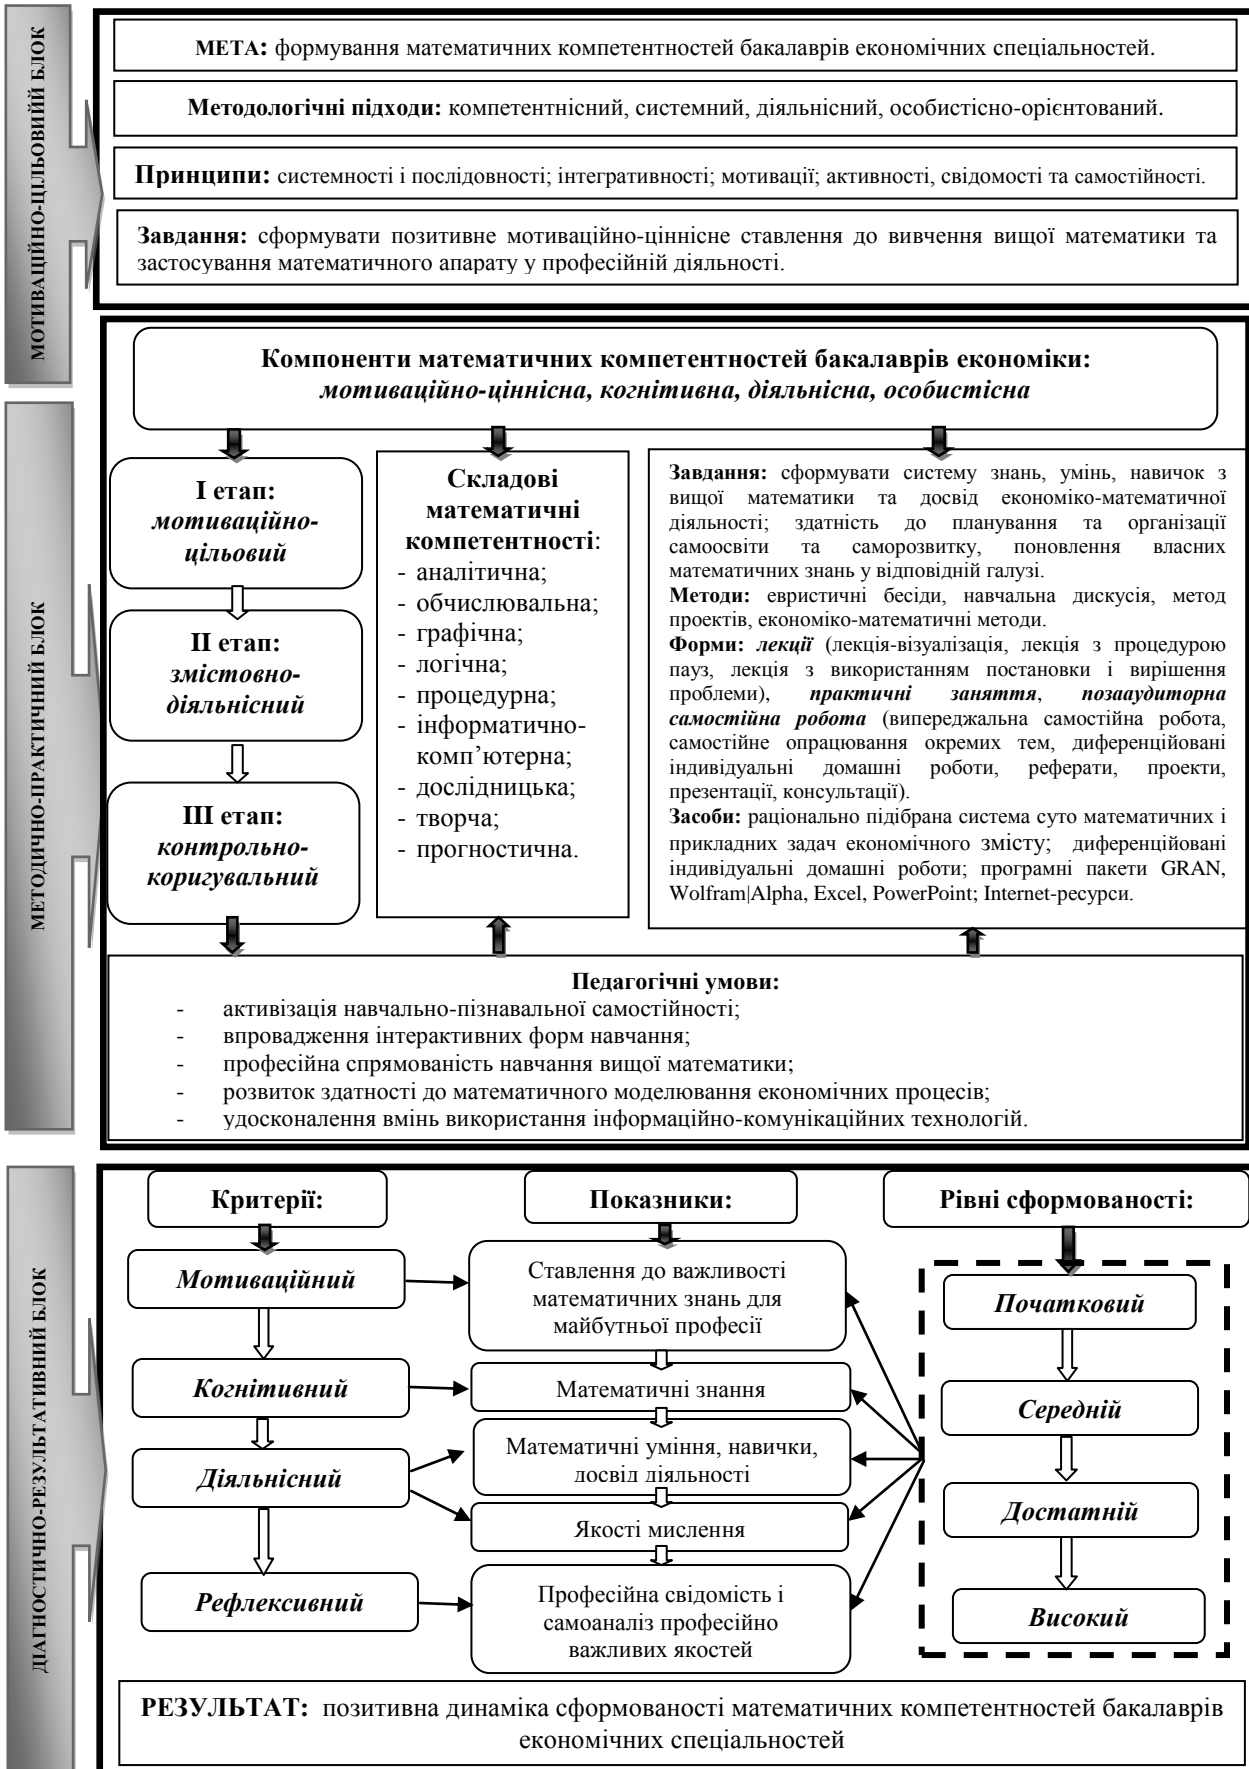 МОТИВАЦІЙНО-ЦІЛЬОВИЙ БЛОК
МЕТА: формування математичних компетентностей бакалаврів економічних спеціальностей.
Методологічні підходи: компетентнісний, системний, діяльнісний, особистісно-орієнтований.
Принципи: системності і послідовності; інтегративності; мотивації; активності, свідомості та самостійності.
Завдання: сформувати позитивне мотиваційно-ціннісне ставлення до вивчення вищої математики та
застосування математичного апарату у професійній діяльності.
МЕТОДИЧНО-ПРАКТИЧНИЙ БЛОК
Компоненти математичних компетентностей бакалаврів економіки:
мотиваційно-ціннісна, когнітивна, діяльнісна, особистісна
І етап:
мотиваційно-
цільовий
ІІ етап:
змістовно-
діяльнісний
ІІІ етап:
контрольно-
коригувальний
Складові
математичні
компетентності:
- аналітична;
- обчислювальна;
- графічна;
- логічна;
- процедурна;
- інформатично-
комп’ютерна;
- дослідницька;
- творча;
- прогностична.
Завдання: сформувати систему знань, умінь, навичок з
вищої математики та досвід економіко-математичної
діяльності; здатність до планування та організації
самоосвіти та саморозвитку, поновлення власних
математичних знань у відповідній галузі.
Методи: евристичні бесіди, навчальна дискусія, метод
проектів, економіко-математичні методи.
Форми: лекції (лекція-візуалізація, лекція з процедурою
пауз, лекція з використанням постановки і вирішення
проблеми), практичні заняття, позааудиторна
самостійна робота (випереджальна самостійна робота,
самостійне опрацювання окремих тем, диференційовані
індивідуальні домашні роботи, реферати, проекти,
презентації, консультації).
Засоби: раціонально підібрана система суто математичних і
прикладних задач економічного змісту; диференційовані
індивідуальні домашні роботи; програмні пакети GRAN,
Wolfram|Alpha, Excel, PowerPoint; Internet-ресурси.
Педагогічні умови:
- активізація навчально-пізнавальної самостійності;
- впровадження інтерактивних форм навчання;
- професійна спрямованість навчання вищої математики;
- розвиток здатності до математичного моделювання економічних процесів;
- удосконалення вмінь використання інформаційно-комунікаційних технологій.
ДІАГНОСТИЧНО-РЕЗУЛЬТАТИВНИЙ БЛОК
Критерії:
Мотиваційний
Когнітивний
Діяльнісний
Рефлексивний
Показники:
Ставлення до важливості
математичних знань для
майбутньої професії
Математичні знання
Математичні уміння, навички,
досвід діяльності
Якості мислення
Професійна свідомість і
самоаналіз професійно
важливих якостей
Рівні сформованості:
Початковий
Середній
Достатній
Високий
РЕЗУЛЬТАТ: позитивна динаміка сформованості математичних компетентностей бакалаврів
економічних спеціальностей